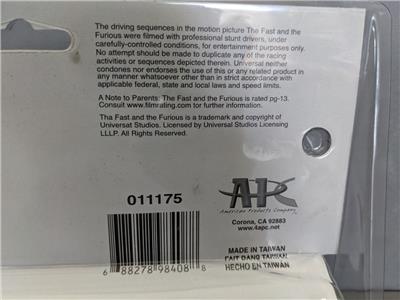 The driving sequences in the motion picture The Fast and the
Furious were filmed with professional stunt drivers, under
carefully-controlled conditions, for entertainment purposes only.
No attempt should be made to duplicate any of the racing
activities or sequences depicted therein. Universal neither
condones nor endorses the use of this or any related product in
any manner whatsoever other than in strict accordance with
applicable federal, state and local laws and speed limits.
A Note to Parents: The Fast and the Furious is rated pg-13.
Consult www.filmrating.com for further information.
Tha Fast and the Furious is a trademark and copyright of
Universal Studios. Licensed by Universal Studios Licensing
LLLP. All Rights Reserved.
APC
American Products Company
Corona, CA 92883
www.4apc.net
011175
6 88278 98408 8
MADE IN TAIWAN
FAIT DANS TAIWAN
HECHO EN TAIWAN